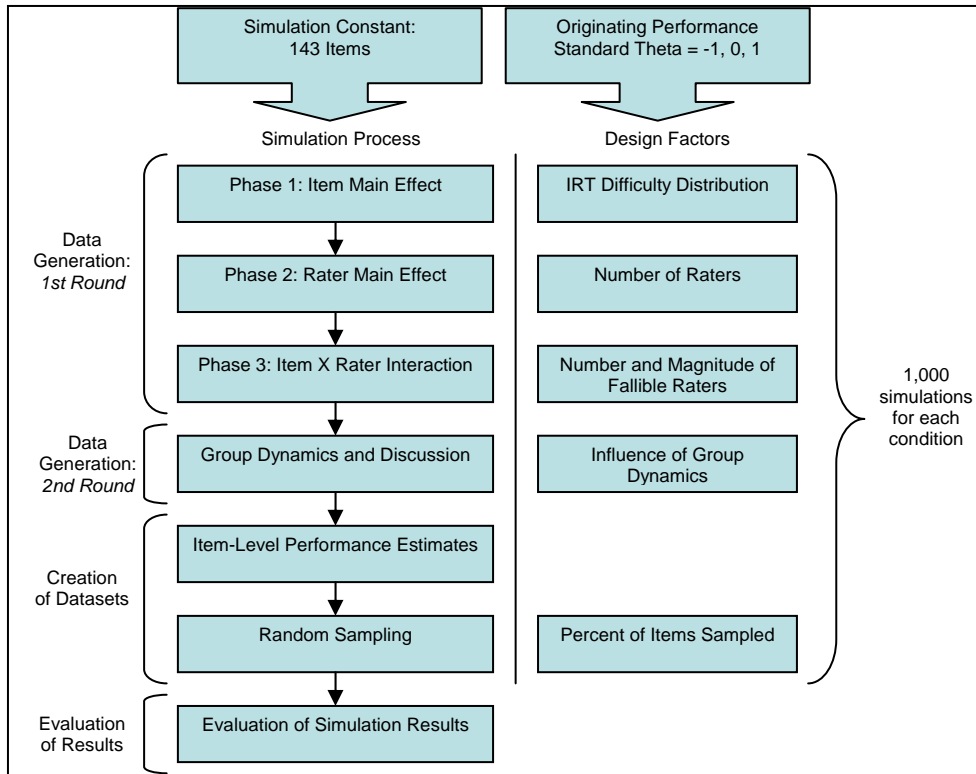 Simulation Constant:
143 Items
Originating Performance
Standard Theta = -1, 0, 1
Simulation Process
Design Factors
Data
Generation:
1st Round
Phase 1: Item Main Effect
IRT Difficulty Distribution
Phase 2: Rater Main Effect
Number of Raters
Phase 3: Item X Rater Interaction
Number and Magnitude of
Fallible Raters
1,000
simulations
for each
condition
Data
Generation:
2nd Round
Group Dynamics and Discussion
Influence of Group
Dynamics
Creation
of Datasets
Item-Level Performance Estimates
Random Sampling
Percent of Items Sampled
Evaluation
of Results
Evaluation of Simulation Results